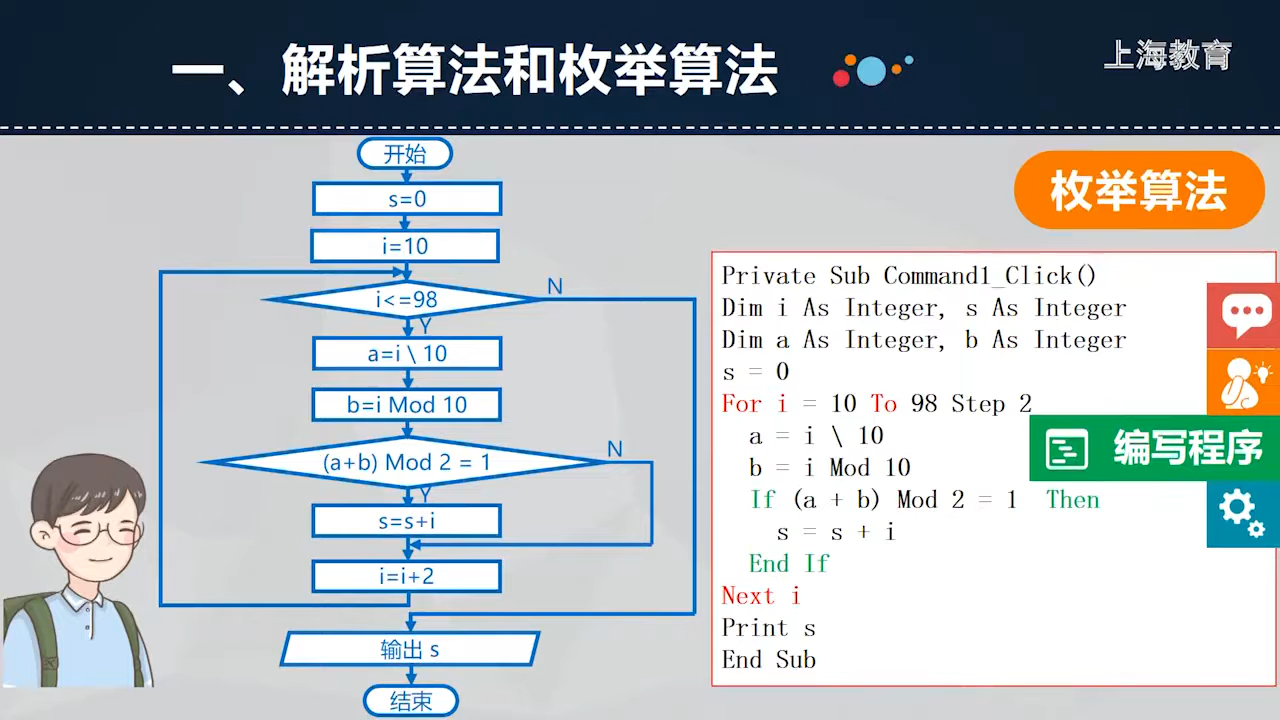 一、解析算法和枚举算法
上海教育
开始
s=0
i=10
i<=98
N
Y
a=i \ 10
b=i Mod 10
(a+b) Mod 2 = 1
N
Y
s=s+i
i=i+2
输出 s
结束
枚举算法
Private Sub Command1_Click()
Dim i As Integer, s As Integer
Dim a As Integer, b As Integer
s = 0
For i = 10 To 98 Step 2
a = i \ 10
b = i Mod 10
If (a + b) Mod 2 = 1 Then
s = s + i
End If
Next i
Print s
End Sub
编写程序